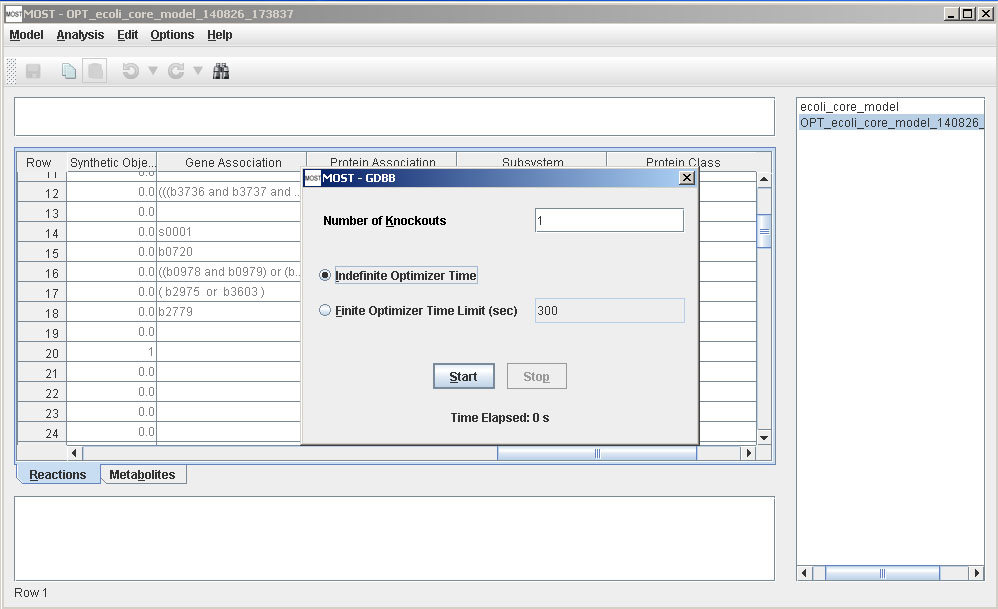 MOST MOST - OPT_ecoli_core_model_140826_173837
Model Analysis Edit Options Help
ecoli_core_model
OPT_ecoli_core_model_140826_
Row Synthetic Obje... Gene Association Protein Association Subsystem Protein Class
11 0.0
12 0.0 (((b3736 and b3737 and ...
13 0.0
14 0.0 s0001
15 0.0 b0720
16 0.0 ((b0978 and b0979) or (b...
17 0.0 ( b2975 or b3603 )
18 0.0 b2779
19 0.0
20 1
21 0.0
22 0.0
23 0.0
24 0.0
MOST MOST - GDBB
Number of Knockouts 1
Indefinite Optimizer Time
Finite Optimizer Time Limit (sec) 300
Start Stop
Time Elapsed: 0 s
Reactions Metabolites
Row 1